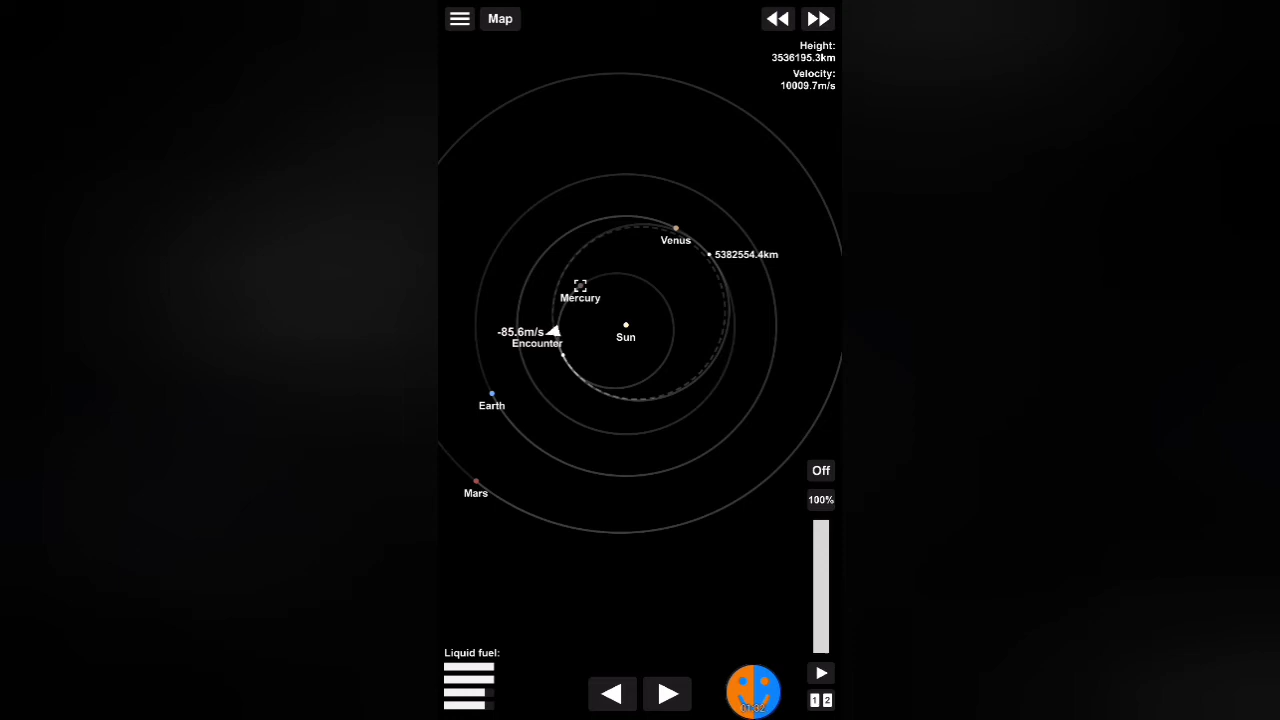 Map
Height:
3536195.3km
Velocity:
10009.7m/s
Venus
5382554.4km
Mercury
-85.6m/s
Encounter
Sun
Earth
Mars
Off
100%
Liquid fuel:
1 2